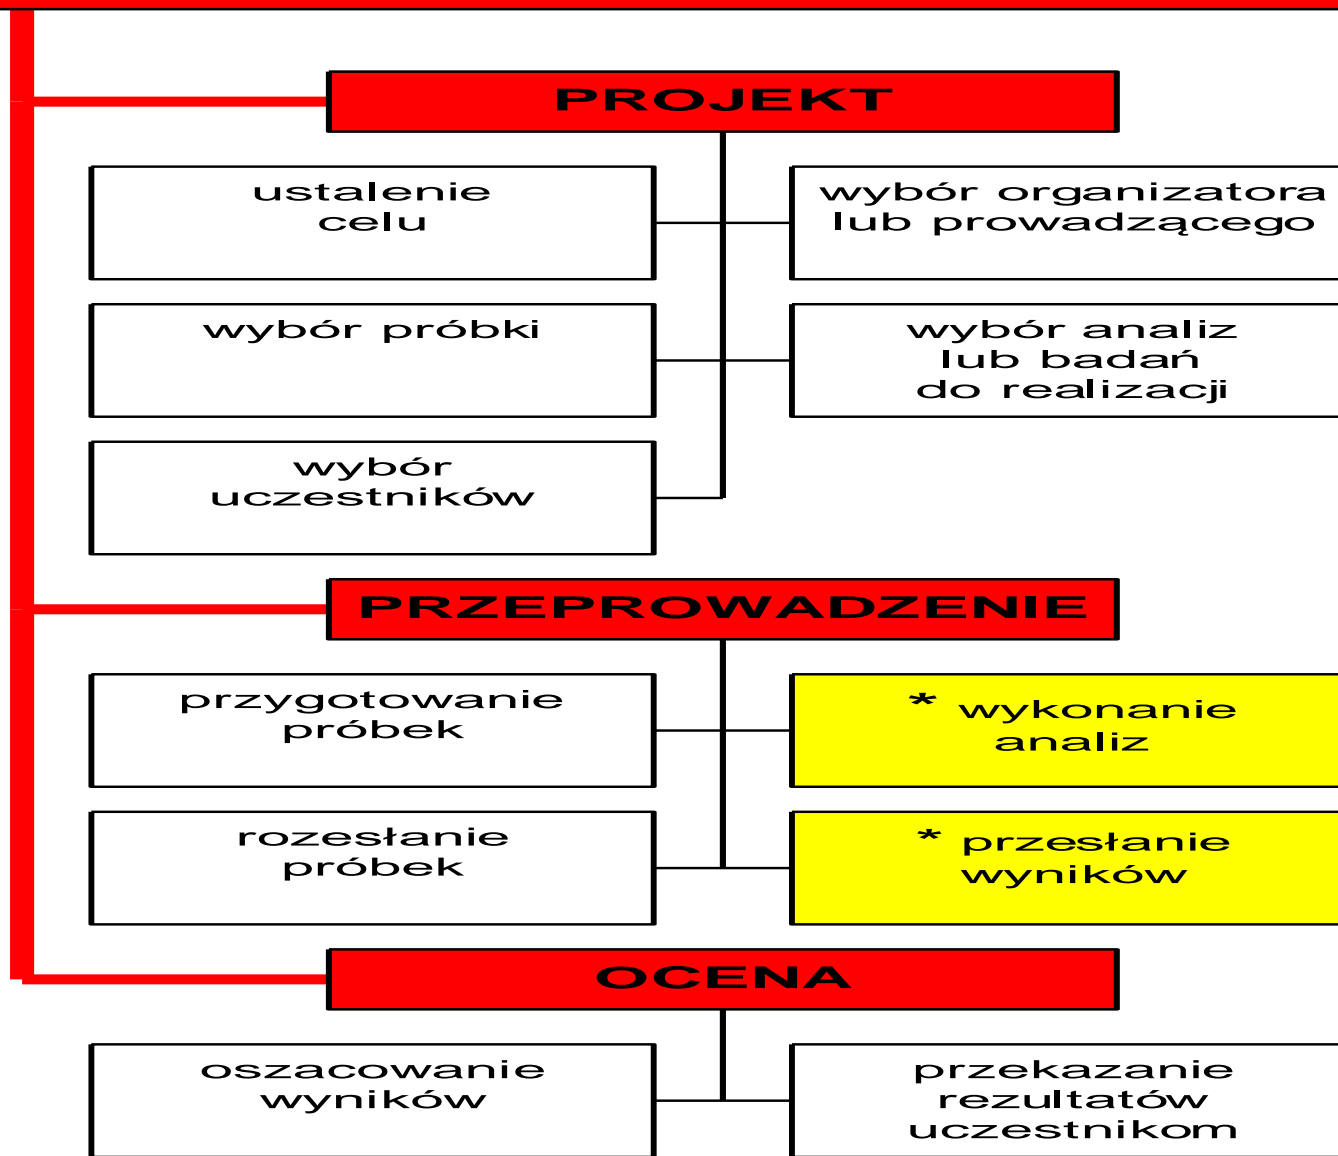 PROJEKT
ustalenie
celu
wybór organizatora
lub prowadzącego
wybór próbki
wybór analiz
lub badań
do realizacji
wybór
uczestników
PRZEPROWADZENIE
przygotowanie
próbek
* wykonanie
analiz
rozesłanie
próbek
* przesłanie
wyników
OCENA
oszacowanie
wyników
przekazanie
rezultatów
uczestnikom